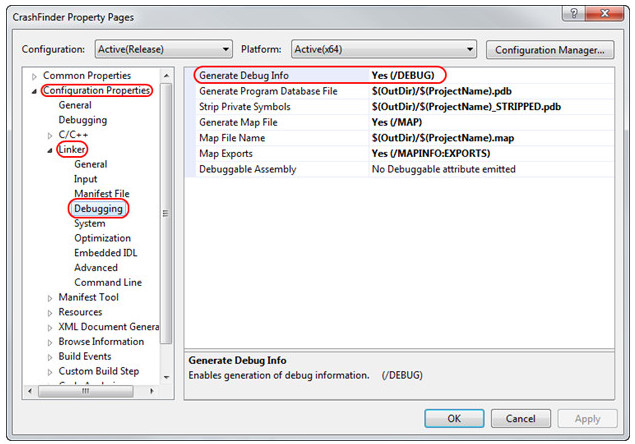 CrashFinder Property Pages
?
Configuration: Active(Release) Platform: Active(x64) Configuration Manager...
Common Properties
Configuration Properties
General
Debugging
C/C++
Linker
General
Input
Manifest File
Debugging
System
Optimization
Embedded IDL
Advanced
Command Line
Manifest Tool
Resources
XML Document Genera
Browse Information
Build Events
Custom Build Step
Generate Debug Info Yes (/DEBUG)
Generate Program Database File $(OutDir)/$(ProjectName).pdb
Strip Private Symbols $(OutDir)/$(ProjectName)_STRIPPED.pdb
Generate Map File Yes (/MAP)
Map File Name $(OutDir)/$(ProjectName).map
Map Exports Yes (/MAPINFO:EXPORTS)
Debuggable Assembly No Debuggable attribute emitted
Generate Debug Info
Enables generation of debug information. (/DEBUG)
OK Cancel Apply